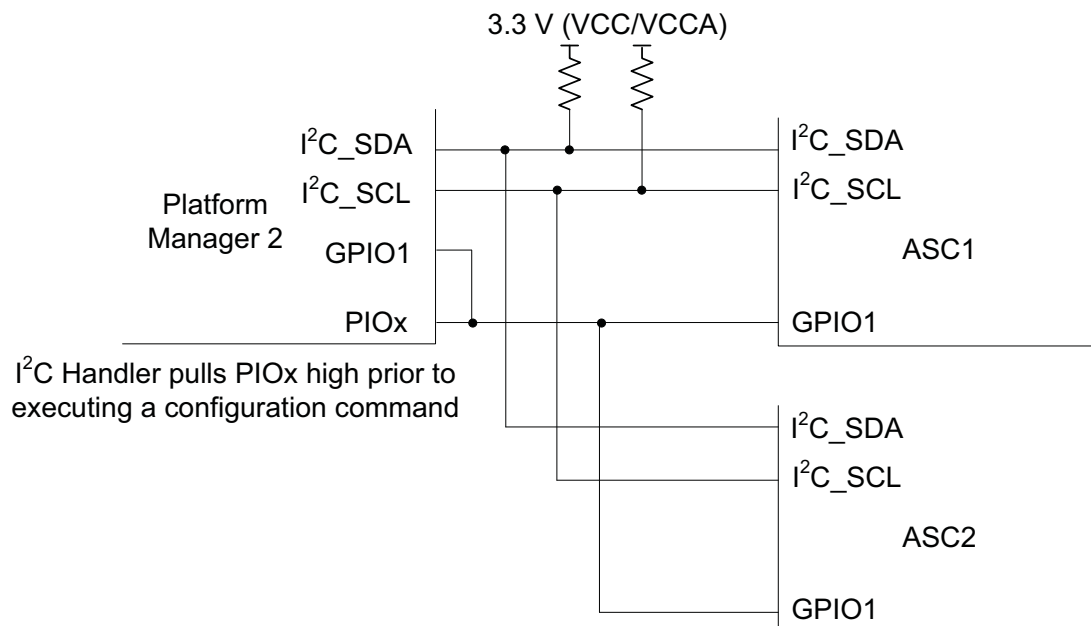 3.3 V (VCC/VCCA)
I²C_SDA
I²C_SCL
Platform
Manager 2
GPIO1
PIOx
I²C_SDA
I²C_SCL
ASC1
GPIO1
I²C Handler pulls PIOx high prior to
executing a configuration command
I²C_SDA
I²C_SCL
ASC2
GPIO1